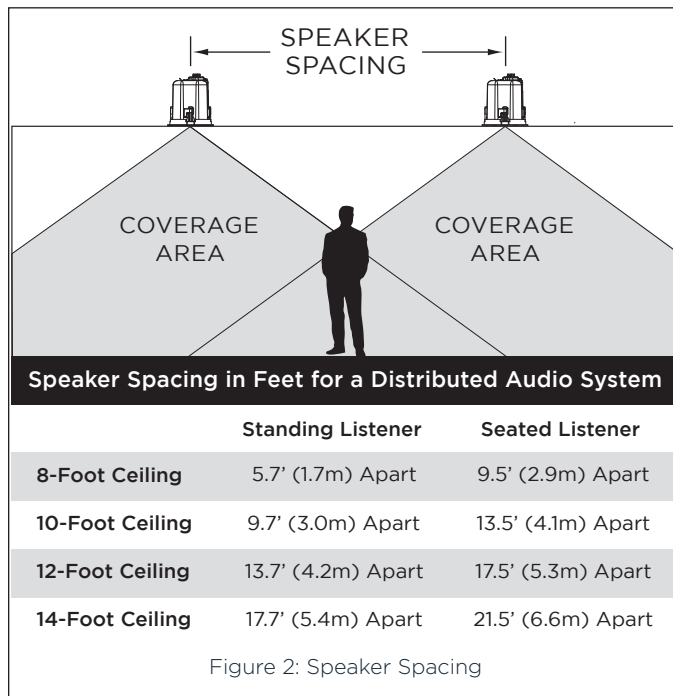 SPEAKER
SPACING
COVERAGE
AREA
COVERAGE
AREA
Speaker Spacing in Feet for a Distributed Audio System
Standing Listener Seated Listener
8-Foot Ceiling 5.7’ (1.7m) Apart 9.5’ (2.9m) Apart
10-Foot Ceiling 9.7’ (3.0m) Apart 13.5’ (4.1m) Apart
12-Foot Ceiling 13.7’ (4.2m) Apart 17.5’ (5.3m) Apart
14-Foot Ceiling 17.7’ (5.4m) Apart 21.5’ (6.6m) Apart
Figure 2: Speaker Spacing